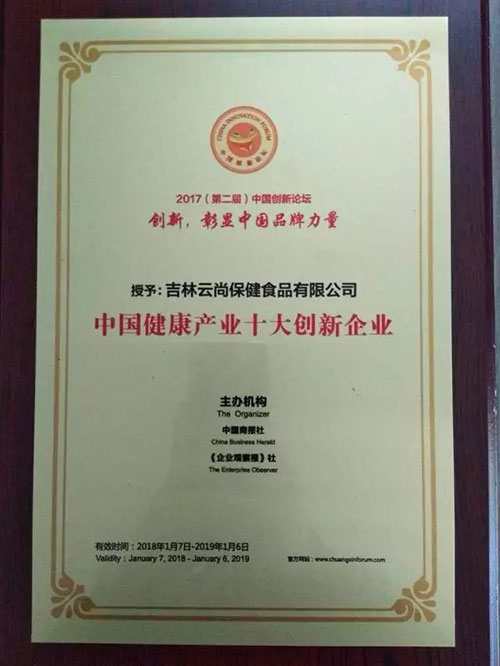 CHINA INNOVATION FORUM
2017（第二届）中国创新论坛
创新，彰显中国品牌力量
授予：吉林云尚保健食品有限公司
中国健康产业十大创新企业
主办机构
The Organizer
中国商报社
China Business Herald
《企业观察报》社
The Enterprise Observer
有效时间：2018年1月7日-2019年1月6日
Validity：January 7, 2018 - January 6, 2019
官方网站：www.chuangxinforum.com